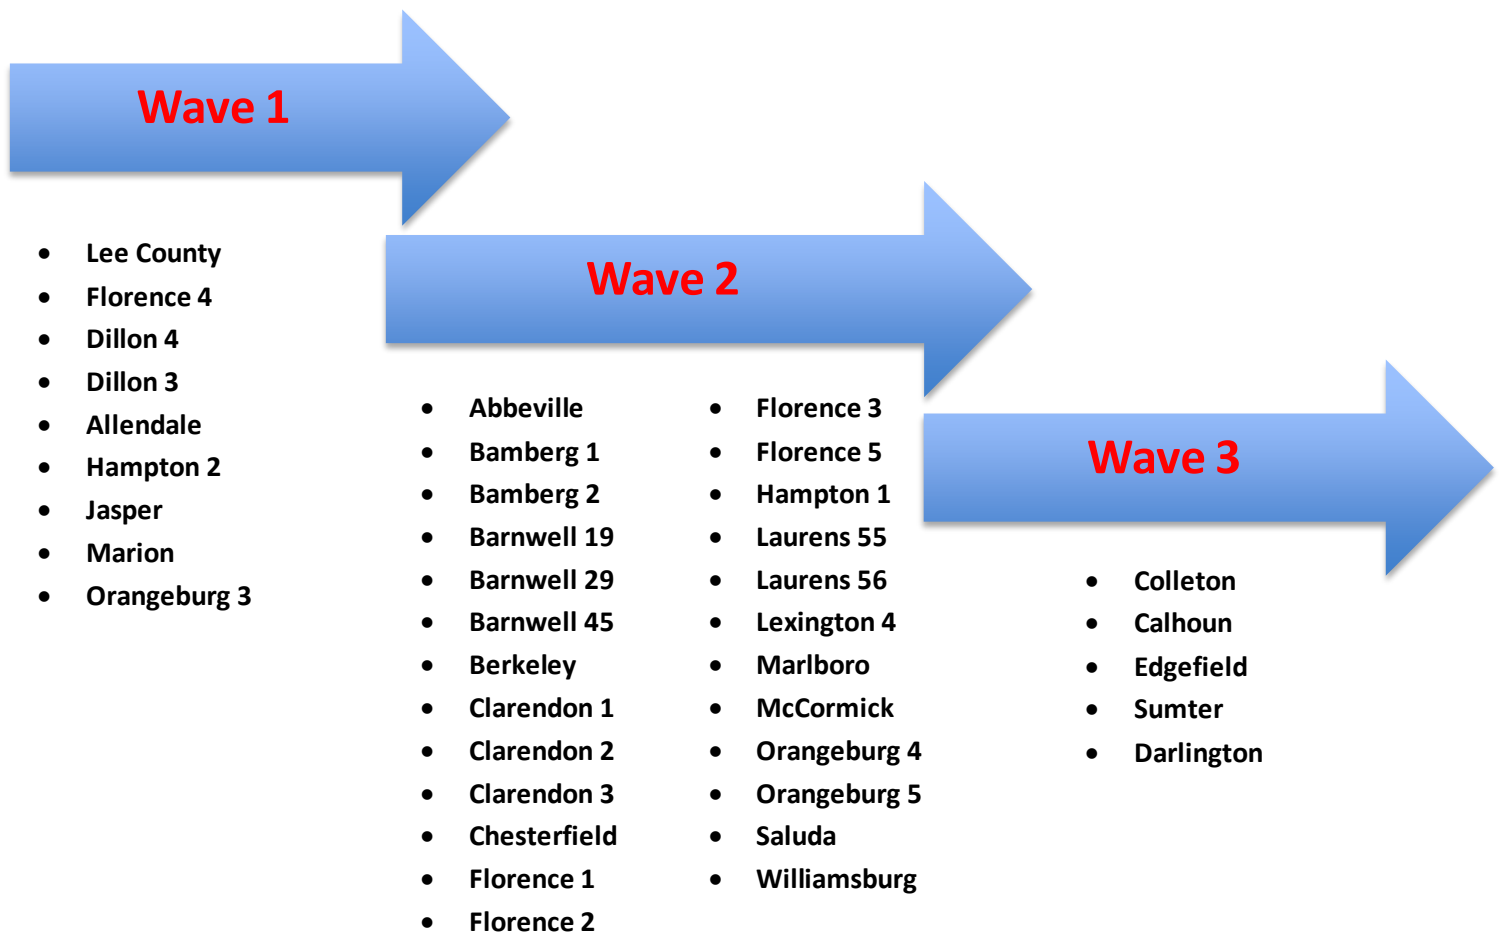 Wave 1
• Lee County
• Florence 4
• Dillon 4
• Dillon 3
• Allendale
• Hampton 2
• Jasper
• Marion
• Orangeburg 3
Wave 2
• Abbeville
• Bamberg 1
• Bamberg 2
• Barnwell 19
• Barnwell 29
• Barnwell 45
• Berkeley
• Clarendon 1
• Clarendon 2
• Clarendon 3
• Chesterfield
• Florence 1
• Florence 2
• Florence 3
• Florence 5
• Hampton 1
• Laurens 55
• Laurens 56
• Lexington 4
• Marlboro
• McCormick
• Orangeburg 4
• Orangeburg 5
• Saluda
• Williamsburg
Wave 3
• Colleton
• Calhoun
• Edgefield
• Sumter
• Darlington